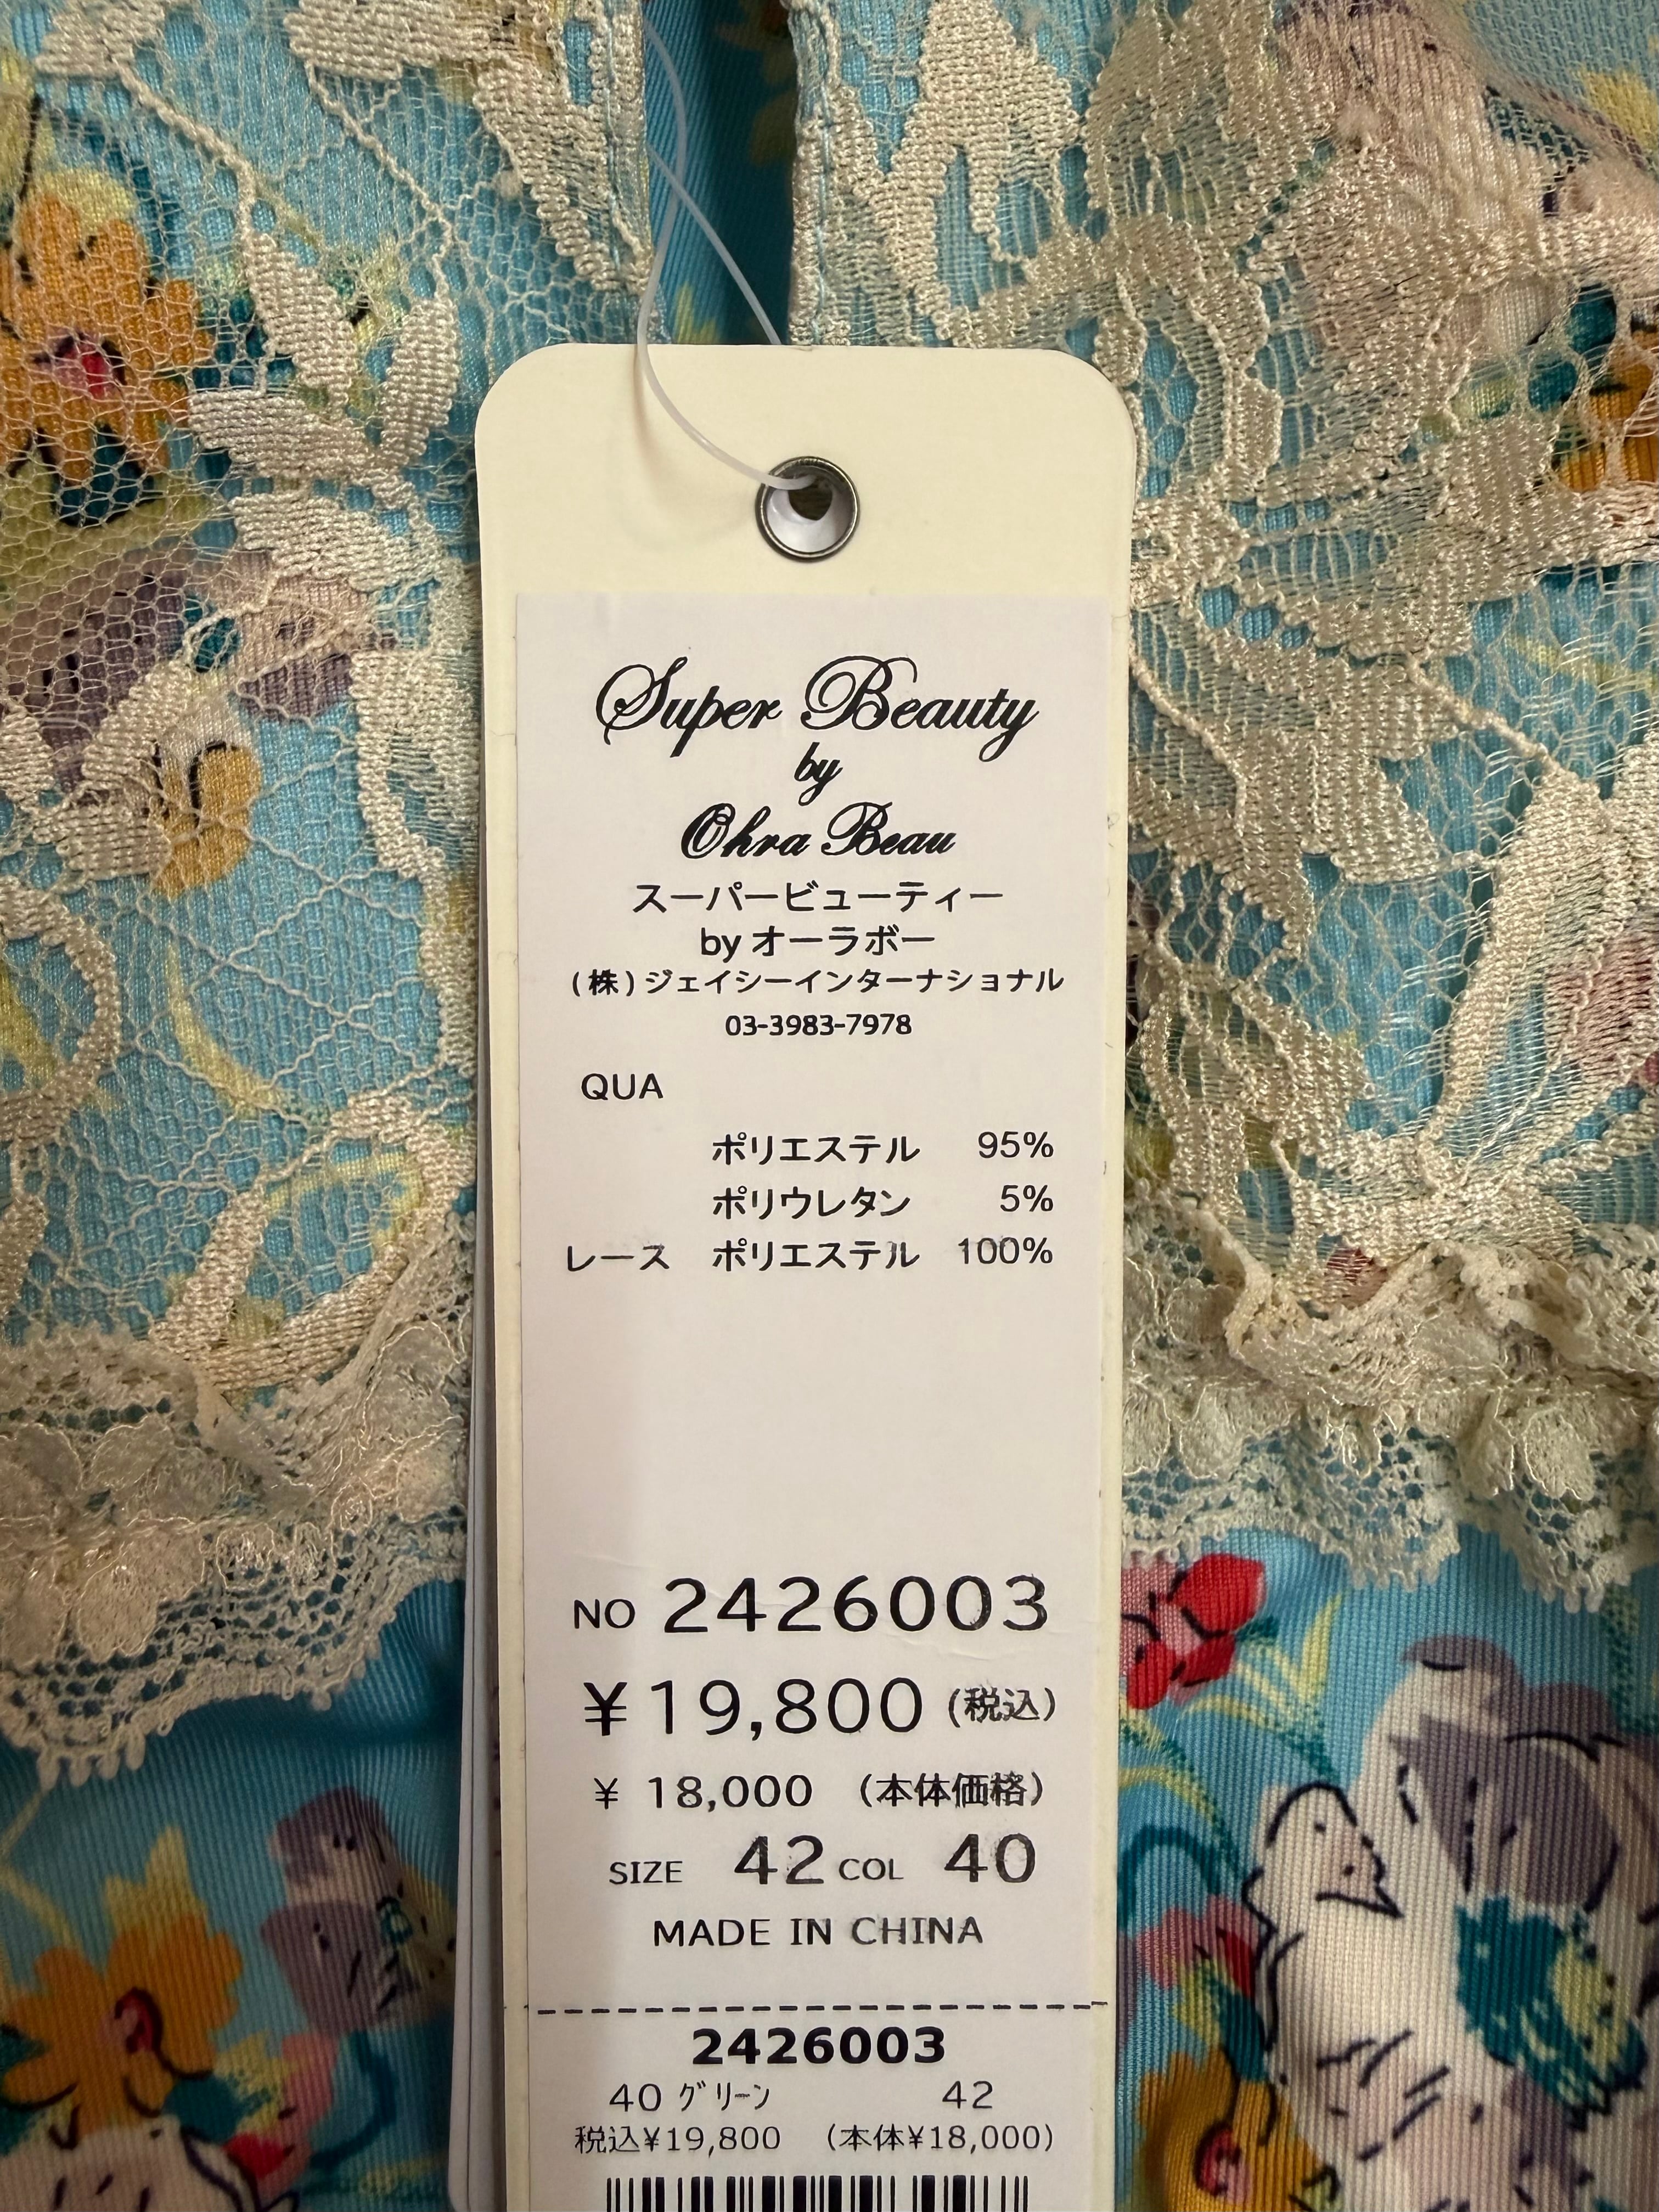 Super Beauty
by
Ohra Beau
スーパービューティー
by オーラボー
(株)ジェイシーインターナショナル
03-3983-7978
QUA
ポリエステル 95%
ポリウレタン 5%
レース ポリエステル 100%
NO 2426003
¥19,800 (税込)
¥ 18,000 (本体価格)
SIZE 42 COL 40
MADE IN CHINA
2426003
40 ｸﾞﾘｰﾝ 42
税込¥19,800 (本体¥18,000)